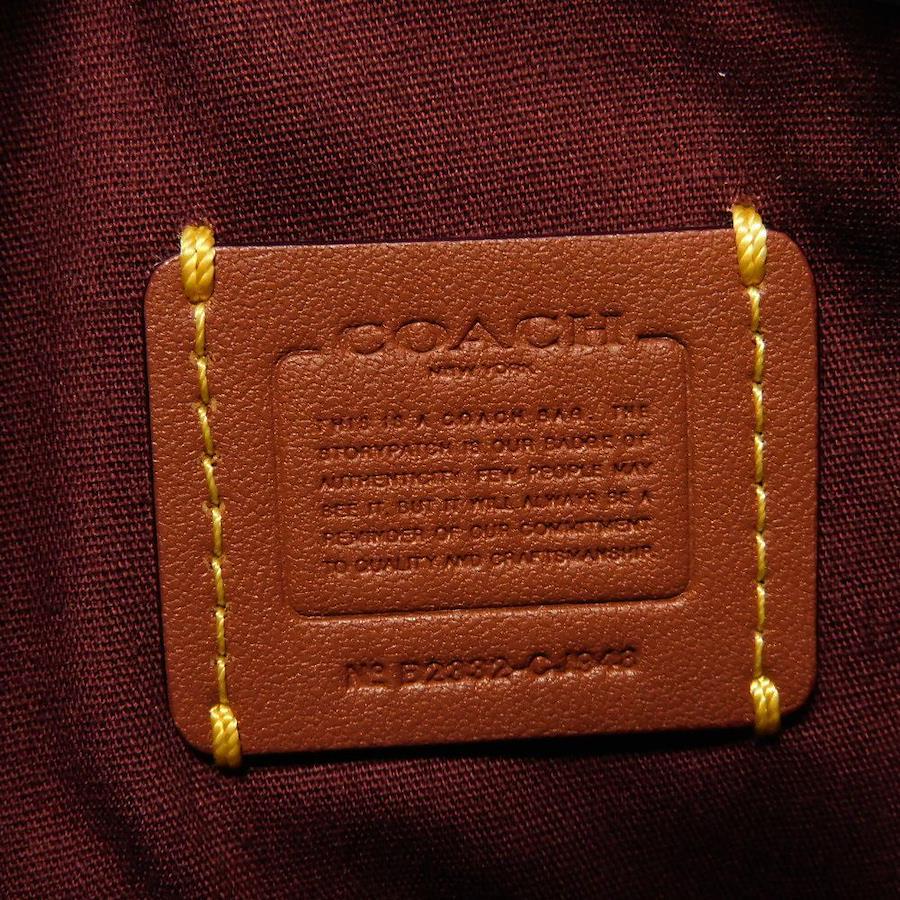 COACH
NEW YORK
THIS IS A COACH BAG. THE
STORYPATCH IS OUR BADGE OF
AUTHENTICITY. FEW PEOPLE MAY
SEE IT, BUT IT WILL ALWAYS BE A
REMINDER OF OUR COMMITMENT
TO QUALITY AND CRAFTSMANSHIP.
Nº